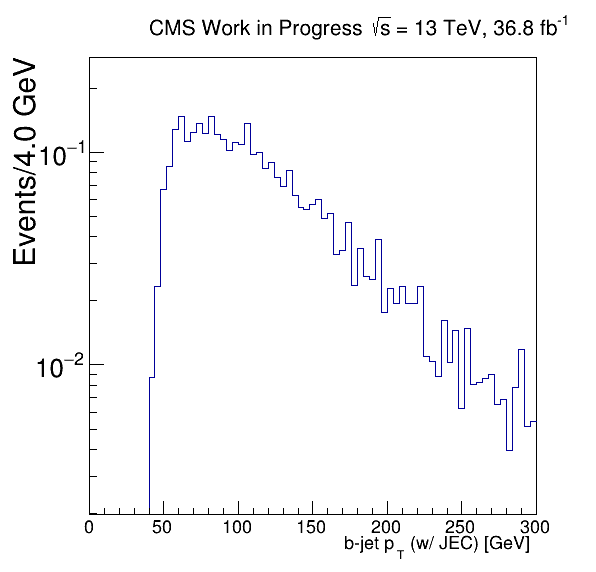 CMS Work in Progress √s = 13 TeV, 36.8 fb⁻¹
Events/4.0 GeV
10⁻¹
10⁻²
0 50 100 150 200 250 300
b-jet p_T (w/ JEC) [GeV]